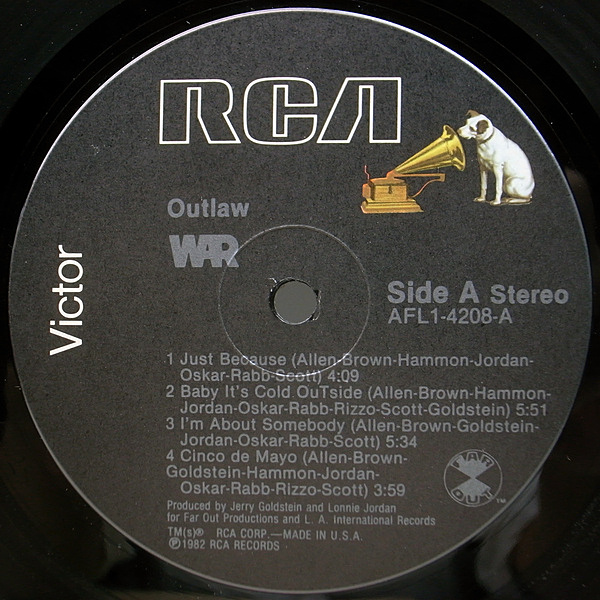 RCA
Outlaw
WAR
Victor
Side A Stereo
AFL1-4208-A
1 Just Because (Allen-Brown-Hammon-Jordan-
Oskar-Rabb-Scott) 4:09
2 Baby It's Cold OuTside (Allen-Brown-Hammon-
Jordan-Oskar-Rabb-Rizzo-Scott-Goldstein) 5:51
3 I'm About Somebody (Allen-Brown-Goldstein-
Jordan-Oskar-Rabb-Scott) 5:34
4 Cinco de Mayo (Allen-Brown-
Goldstein-Hammon-Jordan-
Oskar-Rabb-Rizzo-Scott) 3:59
WAR
OUT
TM
Produced by Jerry Goldstein and Lonnie Jordan
for Far Out Productions and L. A. International Records
TM(s)® RCA CORP.—MADE IN U.S.A.
℗1982 RCA RECORDS